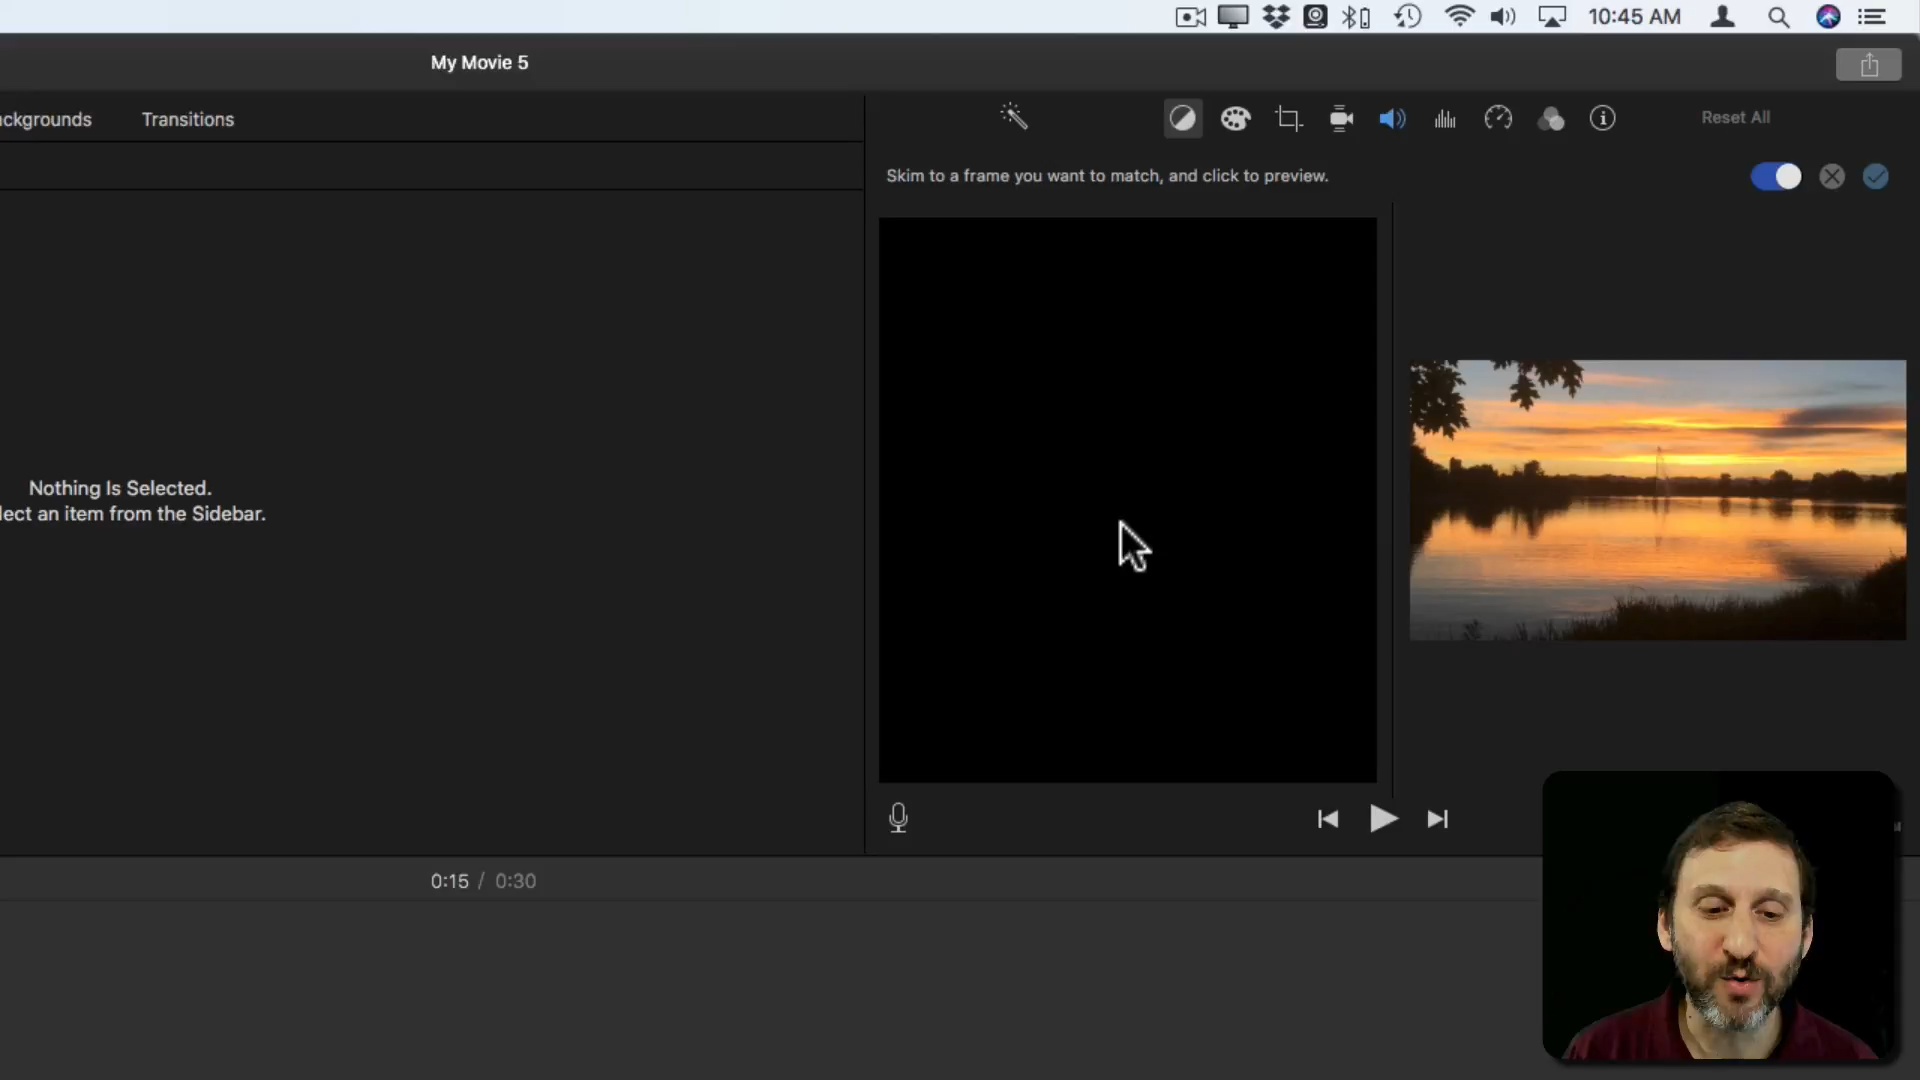 10:45 AM
My Movie 5
ckgrounds
Transitions
Reset All
Skim to a frame you want to match, and click to preview.
Nothing Is Selected.
lect an item from the Sidebar.
0:15 / 0:30